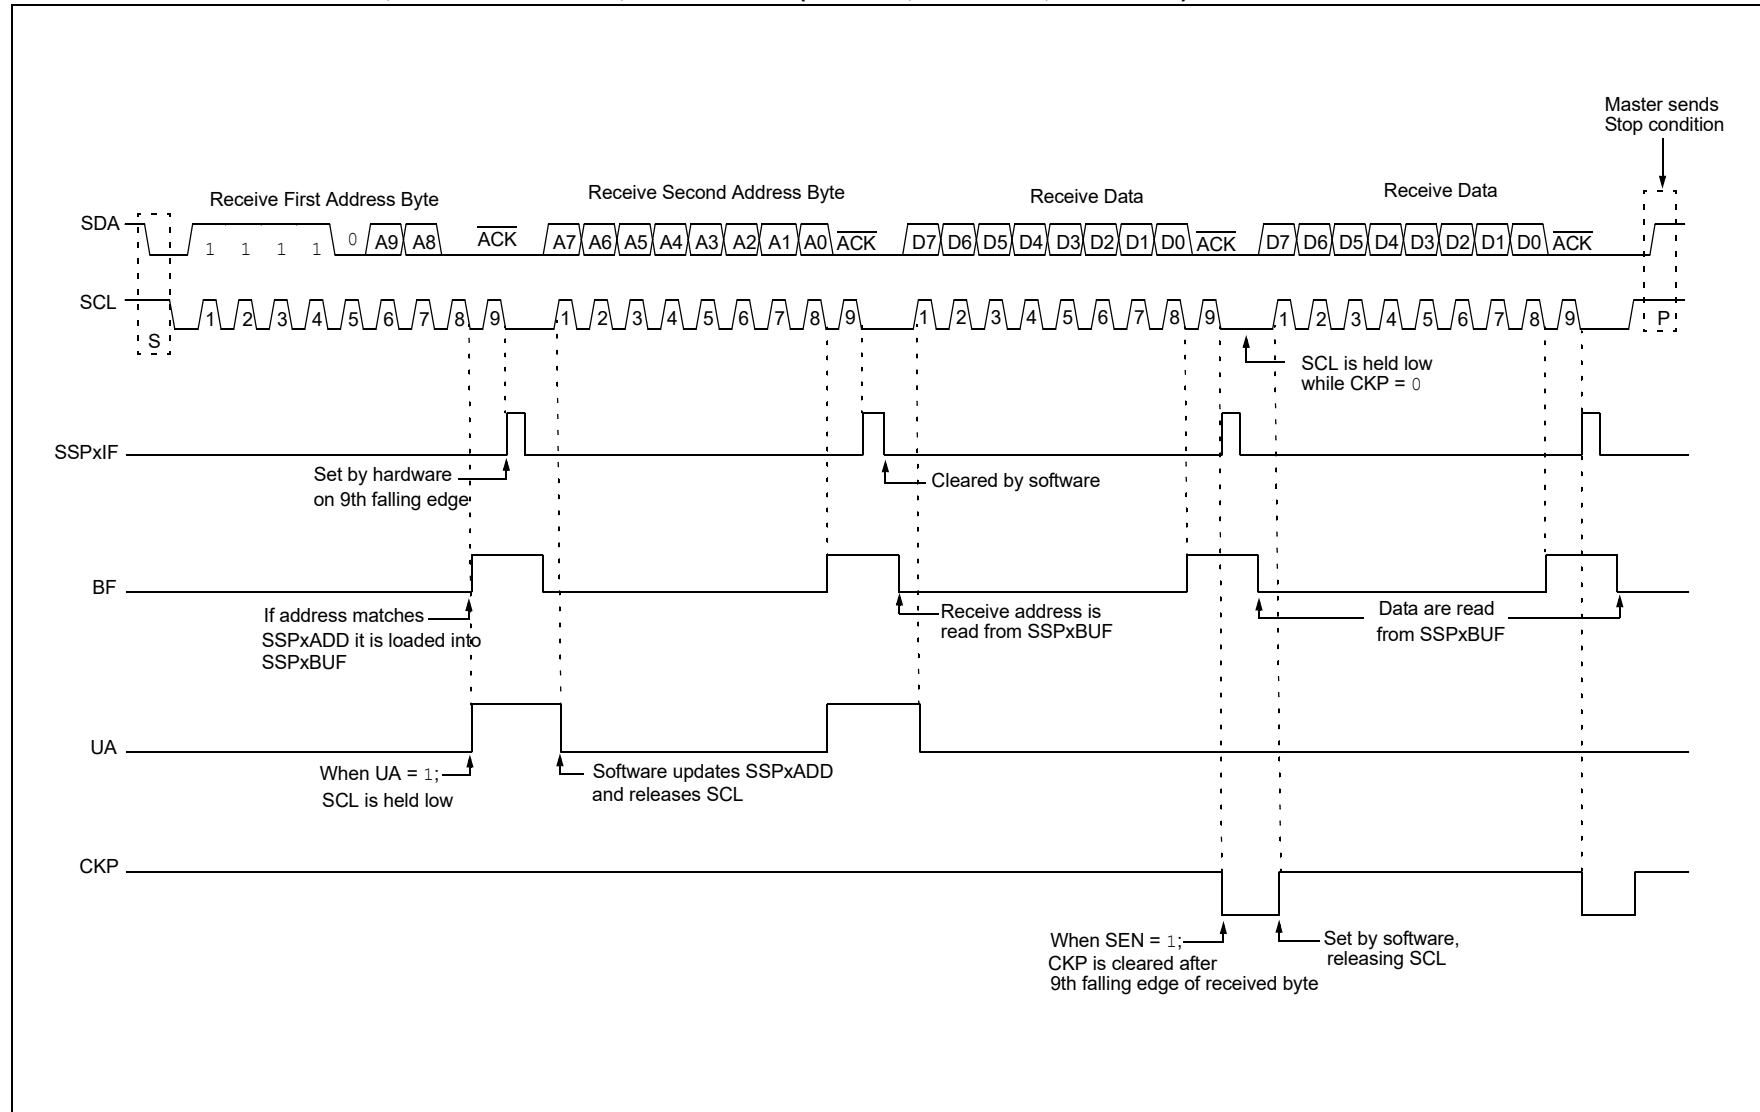 Master sends
Stop condition
Receive First Address Byte
Receive Second Address Byte
Receive Data
Receive Data
SDA
1 1 1 1 0 A9 A8 ACK A7 A6 A5 A4 A3 A2 A1 A0 ACK D7 D6 D5 D4 D3 D2 D1 D0 ACK D7 D6 D5 D4 D3 D2 D1 D0 ACK
SCL
S 1 2 3 4 5 6 7 8 9 1 2 3 4 5 6 7 8 9 1 2 3 4 5 6 7 8 9 1 2 3 4 5 6 7 8 9 P
SCL is held low
while CKP = 0
SSPxIF
Set by hardware
on 9th falling edge
Cleared by software
BF
If address matches
SSPxADD it is loaded into
SSPxBUF
Receive address is
read from SSPxBUF
Data are read
from SSPxBUF
UA
When UA = 1;
SCL is held low
Software updates SSPxADD
and releases SCL
CKP
When SEN = 1;
CKP is cleared after
9th falling edge of received byte
Set by software,
releasing SCL